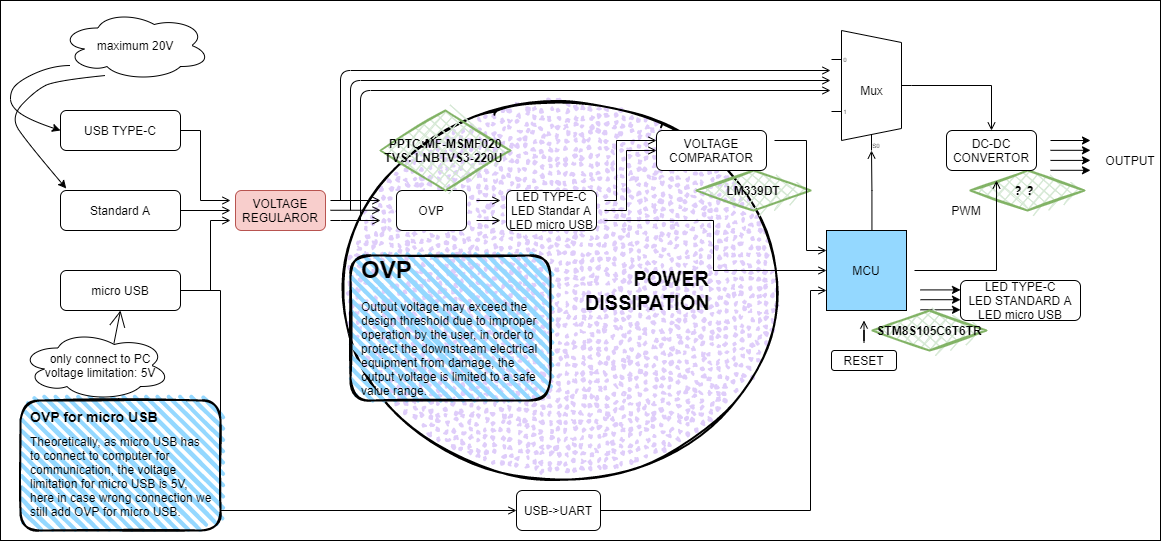 maximum 20V
USB TYPE-C
Standard A
micro USB
only connect to PC
voltage limitation: 5V
OVP for micro USB
Theoretically, as micro USB has
to connect to computer for
communication, the voltage
limitation for micro USB is 5V,
here in case wrong connection we
still add OVP for micro USB.
VOLTAGE
REGULAROR
PPTC:MF-MSMF020
TVS: LNBTVS3-220U
OVP
LED TYPE-C
LED Standar A
LED micro USB
OVP
Output voltage may exceed the
design threshold due to improper
operation by the user, in order to
protect the downstream electrical
equipment from damage, the
output voltage is limited to a safe
value range.
POWER
DISSIPATION
VOLTAGE
COMPARATOR
LM339DT
USB->UART
0
Mux
1
S0
MCU
STM8S105C6T6TR
RESET
PWM
DC-DC
CONVERTOR
? ?
OUTPUT
LED TYPE-C
LED STANDARD A
LED micro USB